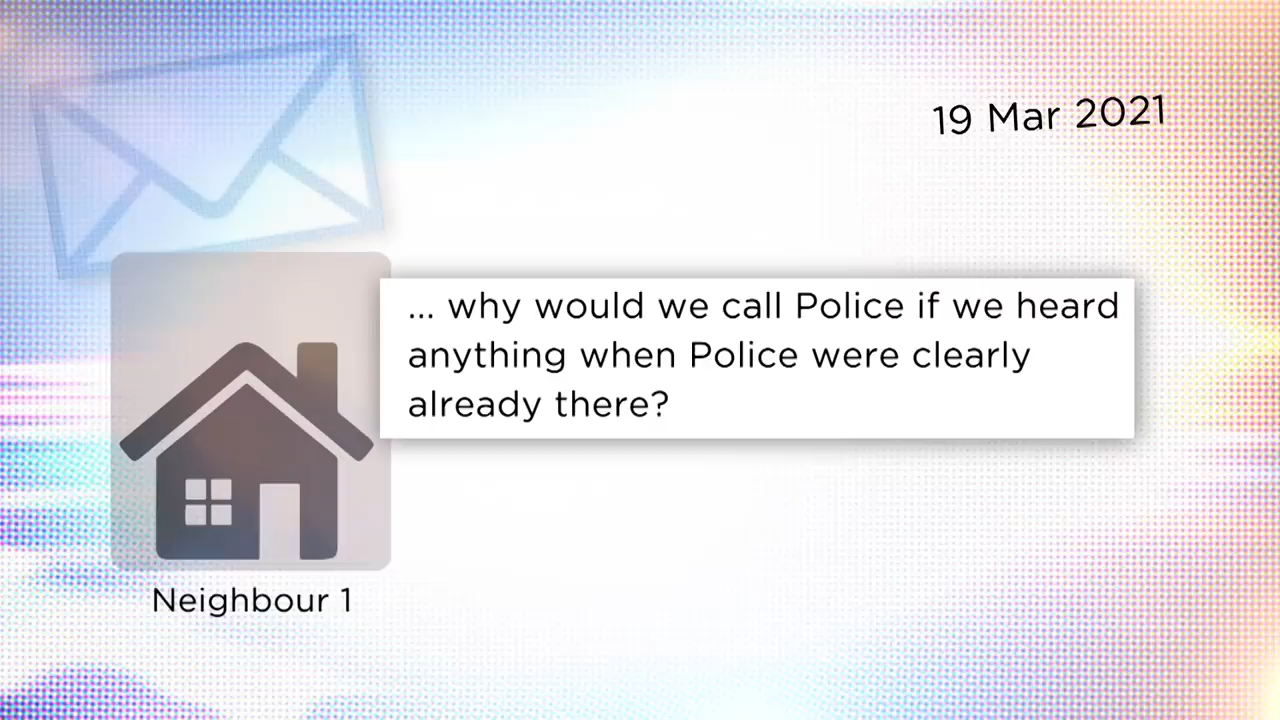 19 Mar 2021
... why would we call Police if we heard
anything when Police were clearly
already there?
Neighbour 1